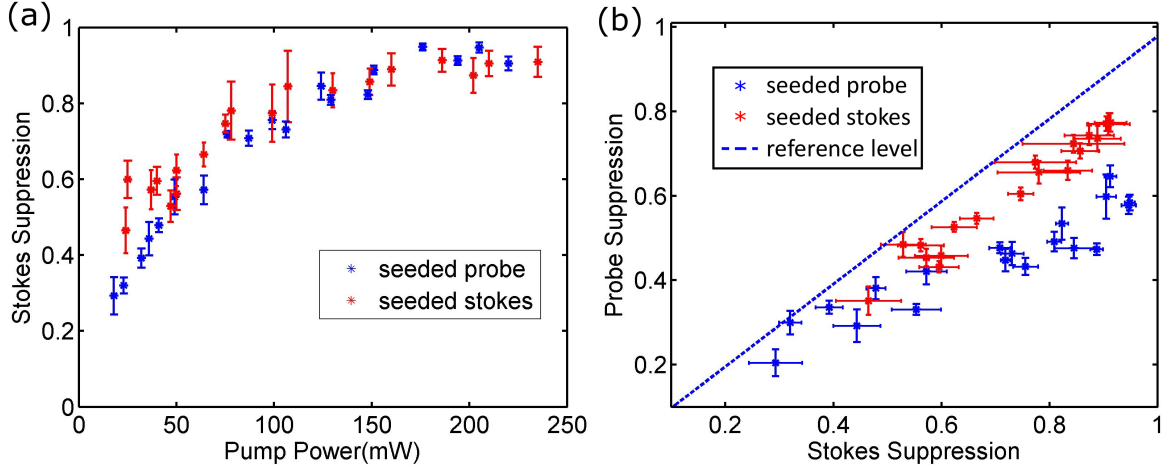 (a)
1
0.8
0.6
0.4
0.2
0
0 50 100 150 200 250
Stokes Suppression
Pump Power(mW)
seeded probe
seeded stokes
(b)
1
0.8
0.6
0.4
0.2
0.2 0.4 0.6 0.8 1
Probe Suppression
Stokes Suppression
seeded probe
seeded stokes
reference level